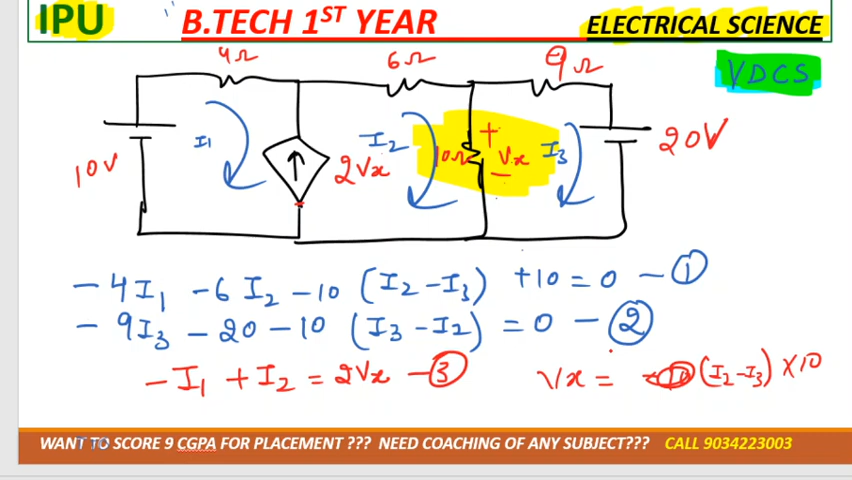 IPU
B.TECH 1ST YEAR
ELECTRICAL SCIENCE
VDCS
4Ω 6Ω 9Ω
10V I1 2Vx I2 10Ω + Vx − I3 20V
-4I1 -6I2 -10 (I2-I3) +10 = 0 - ①
- 9I3 - 20 - 10 (I3 - I2) = 0 - ②
-I1 + I2 = 2Vx - ③ Vx = (I2-I3) × 10
WANT TO SCORE 9 CGPA FOR PLACEMENT ??? NEED COACHING OF ANY SUBJECT??? CALL 9034223003